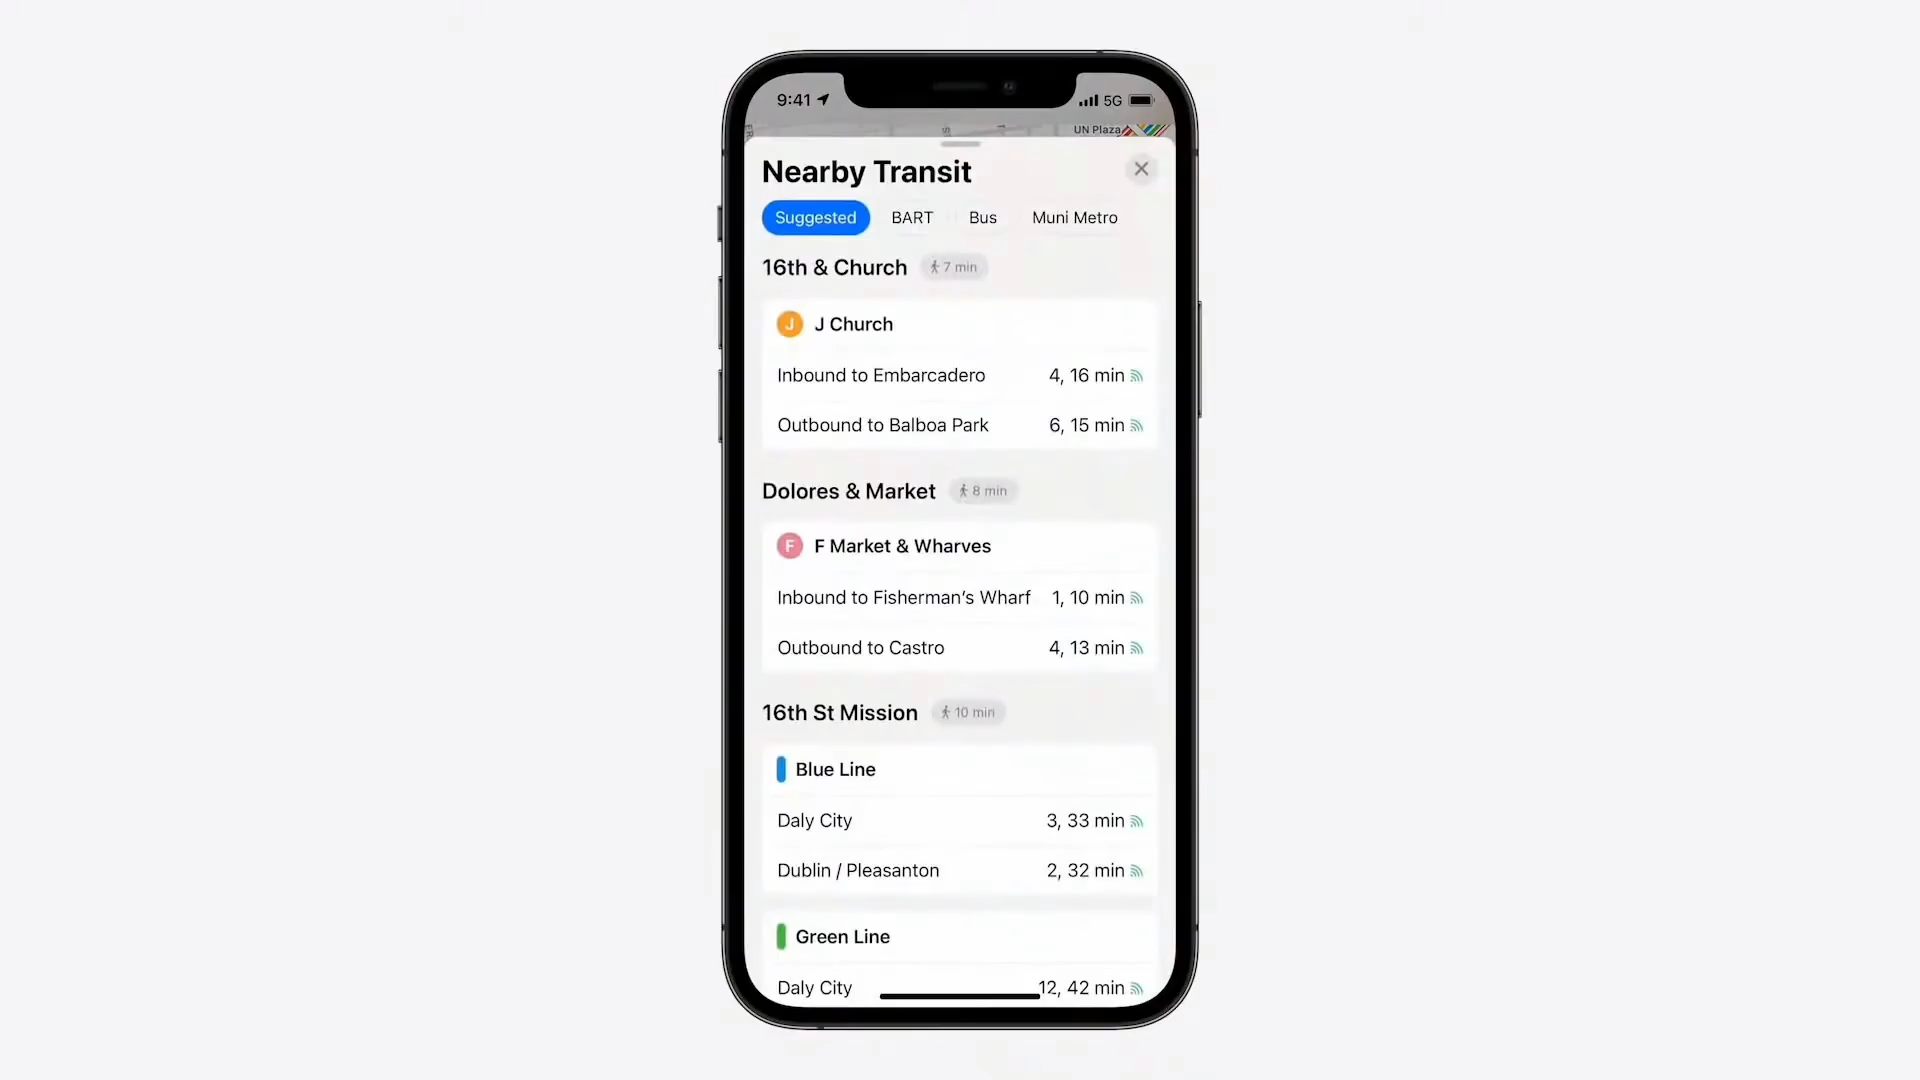 9:41
5G
UN Plaza
Nearby Transit
Suggested BART Bus Muni Metro
16th & Church 7 min
J J Church
Inbound to Embarcadero 4, 16 min
Outbound to Balboa Park 6, 15 min
Dolores & Market 8 min
F F Market & Wharves
Inbound to Fisherman’s Wharf 1, 10 min
Outbound to Castro 4, 13 min
16th St Mission 10 min
Blue Line
Daly City 3, 33 min
Dublin / Pleasanton 2, 32 min
Green Line
Daly City 12, 42 min